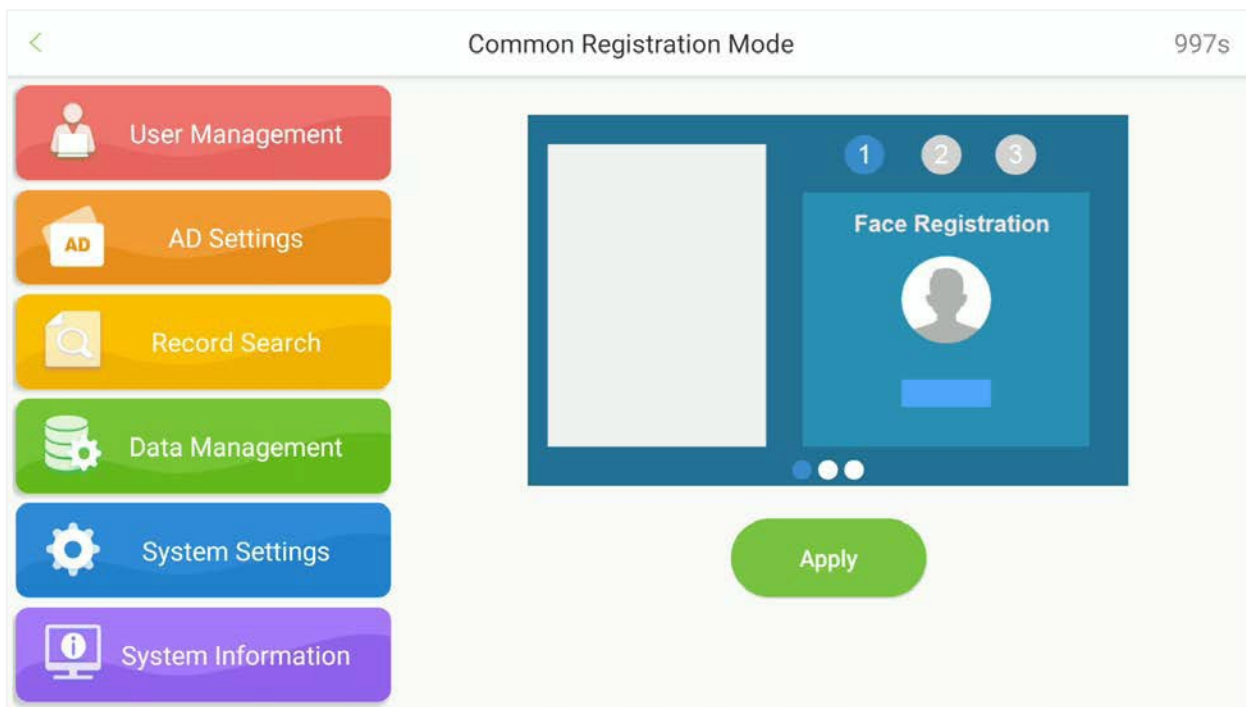 Common Registration Mode
997s
User Management
AD
AD Settings
Record Search
Data Management
System Settings
System Information
1 2 3
Face Registration
Apply